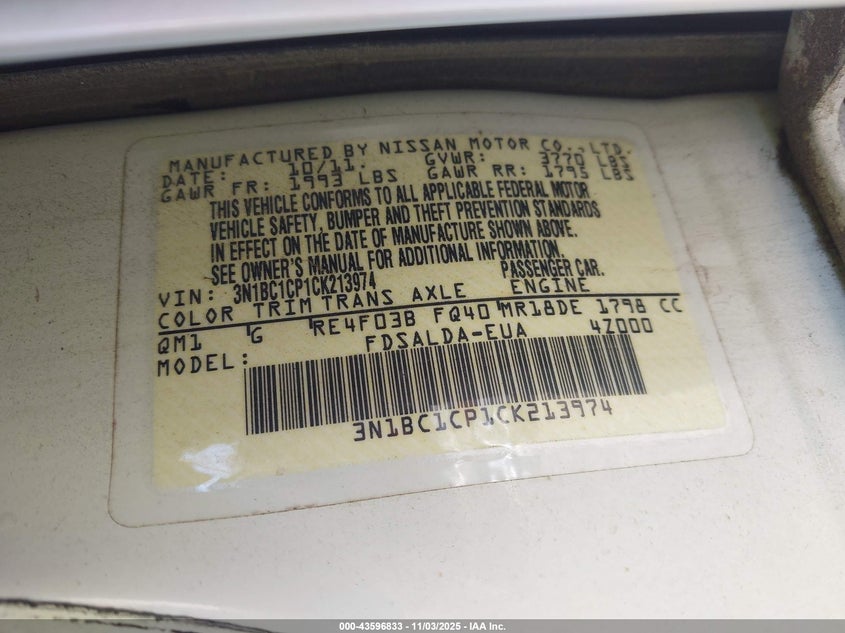 MANUFACTURED BY NISSAN MOTOR CO.,LTD.
DATE: 10/11. GVWR: 3770 LBS
GAWR FR: 1993 LBS GAWR RR: 1795 LBS
THIS VEHICLE CONFORMS TO ALL APPLICABLE FEDERAL MOTOR
VEHICLE SAFETY, BUMPER AND THEFT PREVENTION STANDARDS
IN EFFECT ON THE DATE OF MANUFACTURE SHOWN ABOVE.
SEE OWNER'S MANUAL FOR ADDITIONAL INFORMATION.
VIN: 3N1BC1CP1CK213974 PASSENGER CAR.
COLOR TRIM TRANS AXLE ENGINE
QM1 G RE4F03B FQ40 MR18DE 1798 CC
MODEL: FDSALDA-EUA 4Z000
3N1BC1CP1CK213974
000-43596833 - 11/03/2025 - IAA Inc.